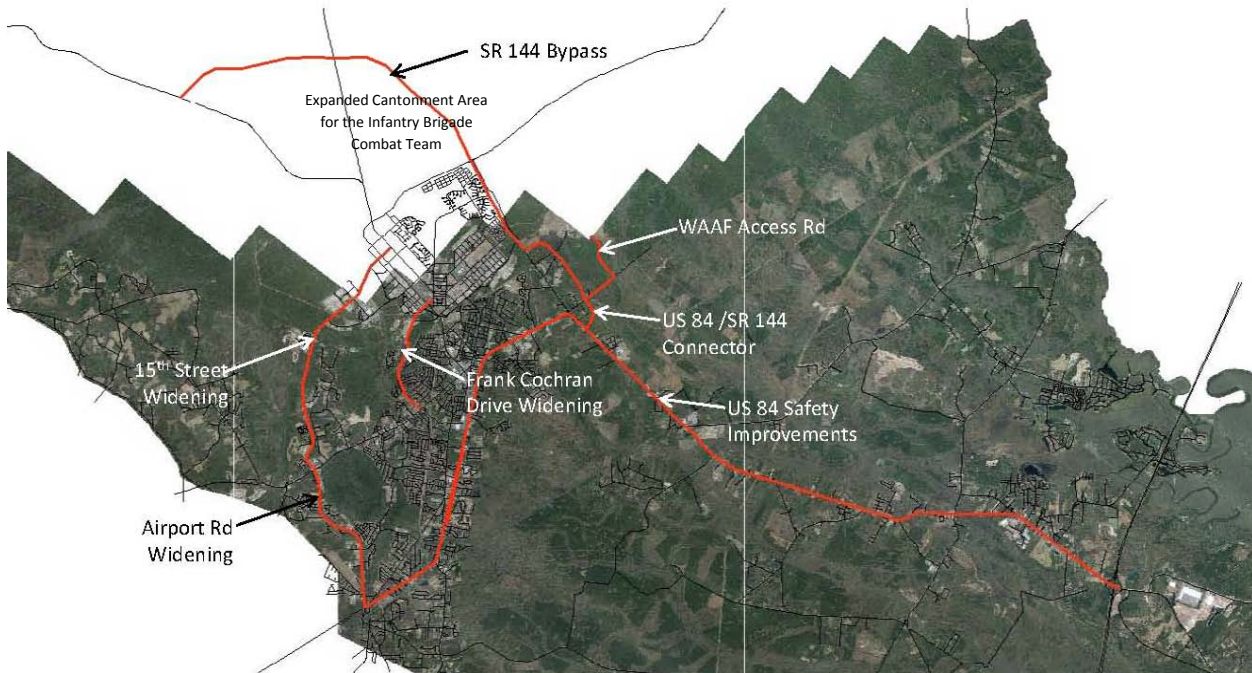 SR 144 Bypass
Expanded Cantonment Area
for the Infantry Brigade
Combat Team
WAAF Access Rd
US 84 /SR 144
Connector
15th Street
Widening
Frank Cochran
Drive Widening
US 84 Safety
Improvements
Airport Rd
Widening